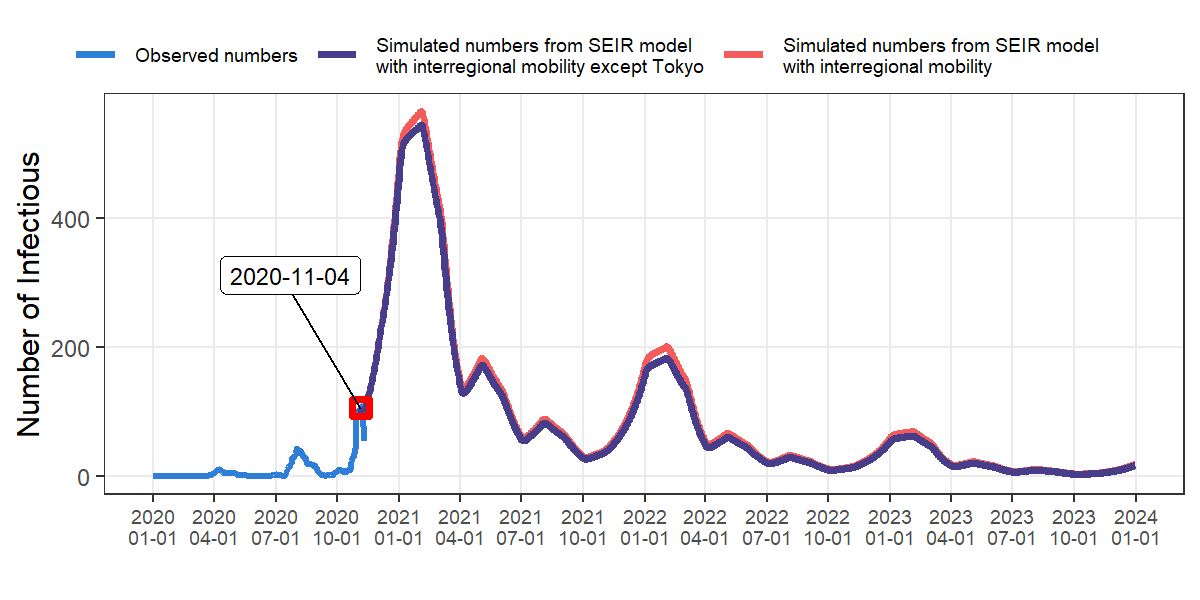 Observed numbers
Simulated numbers from SEIR model
with interregional mobility except Tokyo
Simulated numbers from SEIR model
with interregional mobility
Number of Infectious
400
200
0
2020-11-04
2020 2020 2020 2020 2021 2021 2021 2021 2022 2022 2022 2022 2023 2023 2023 2023 2024
01-01 04-01 07-01 10-01 01-01 04-01 07-01 10-01 01-01 04-01 07-01 10-01 01-01 04-01 07-01 10-01 01-01